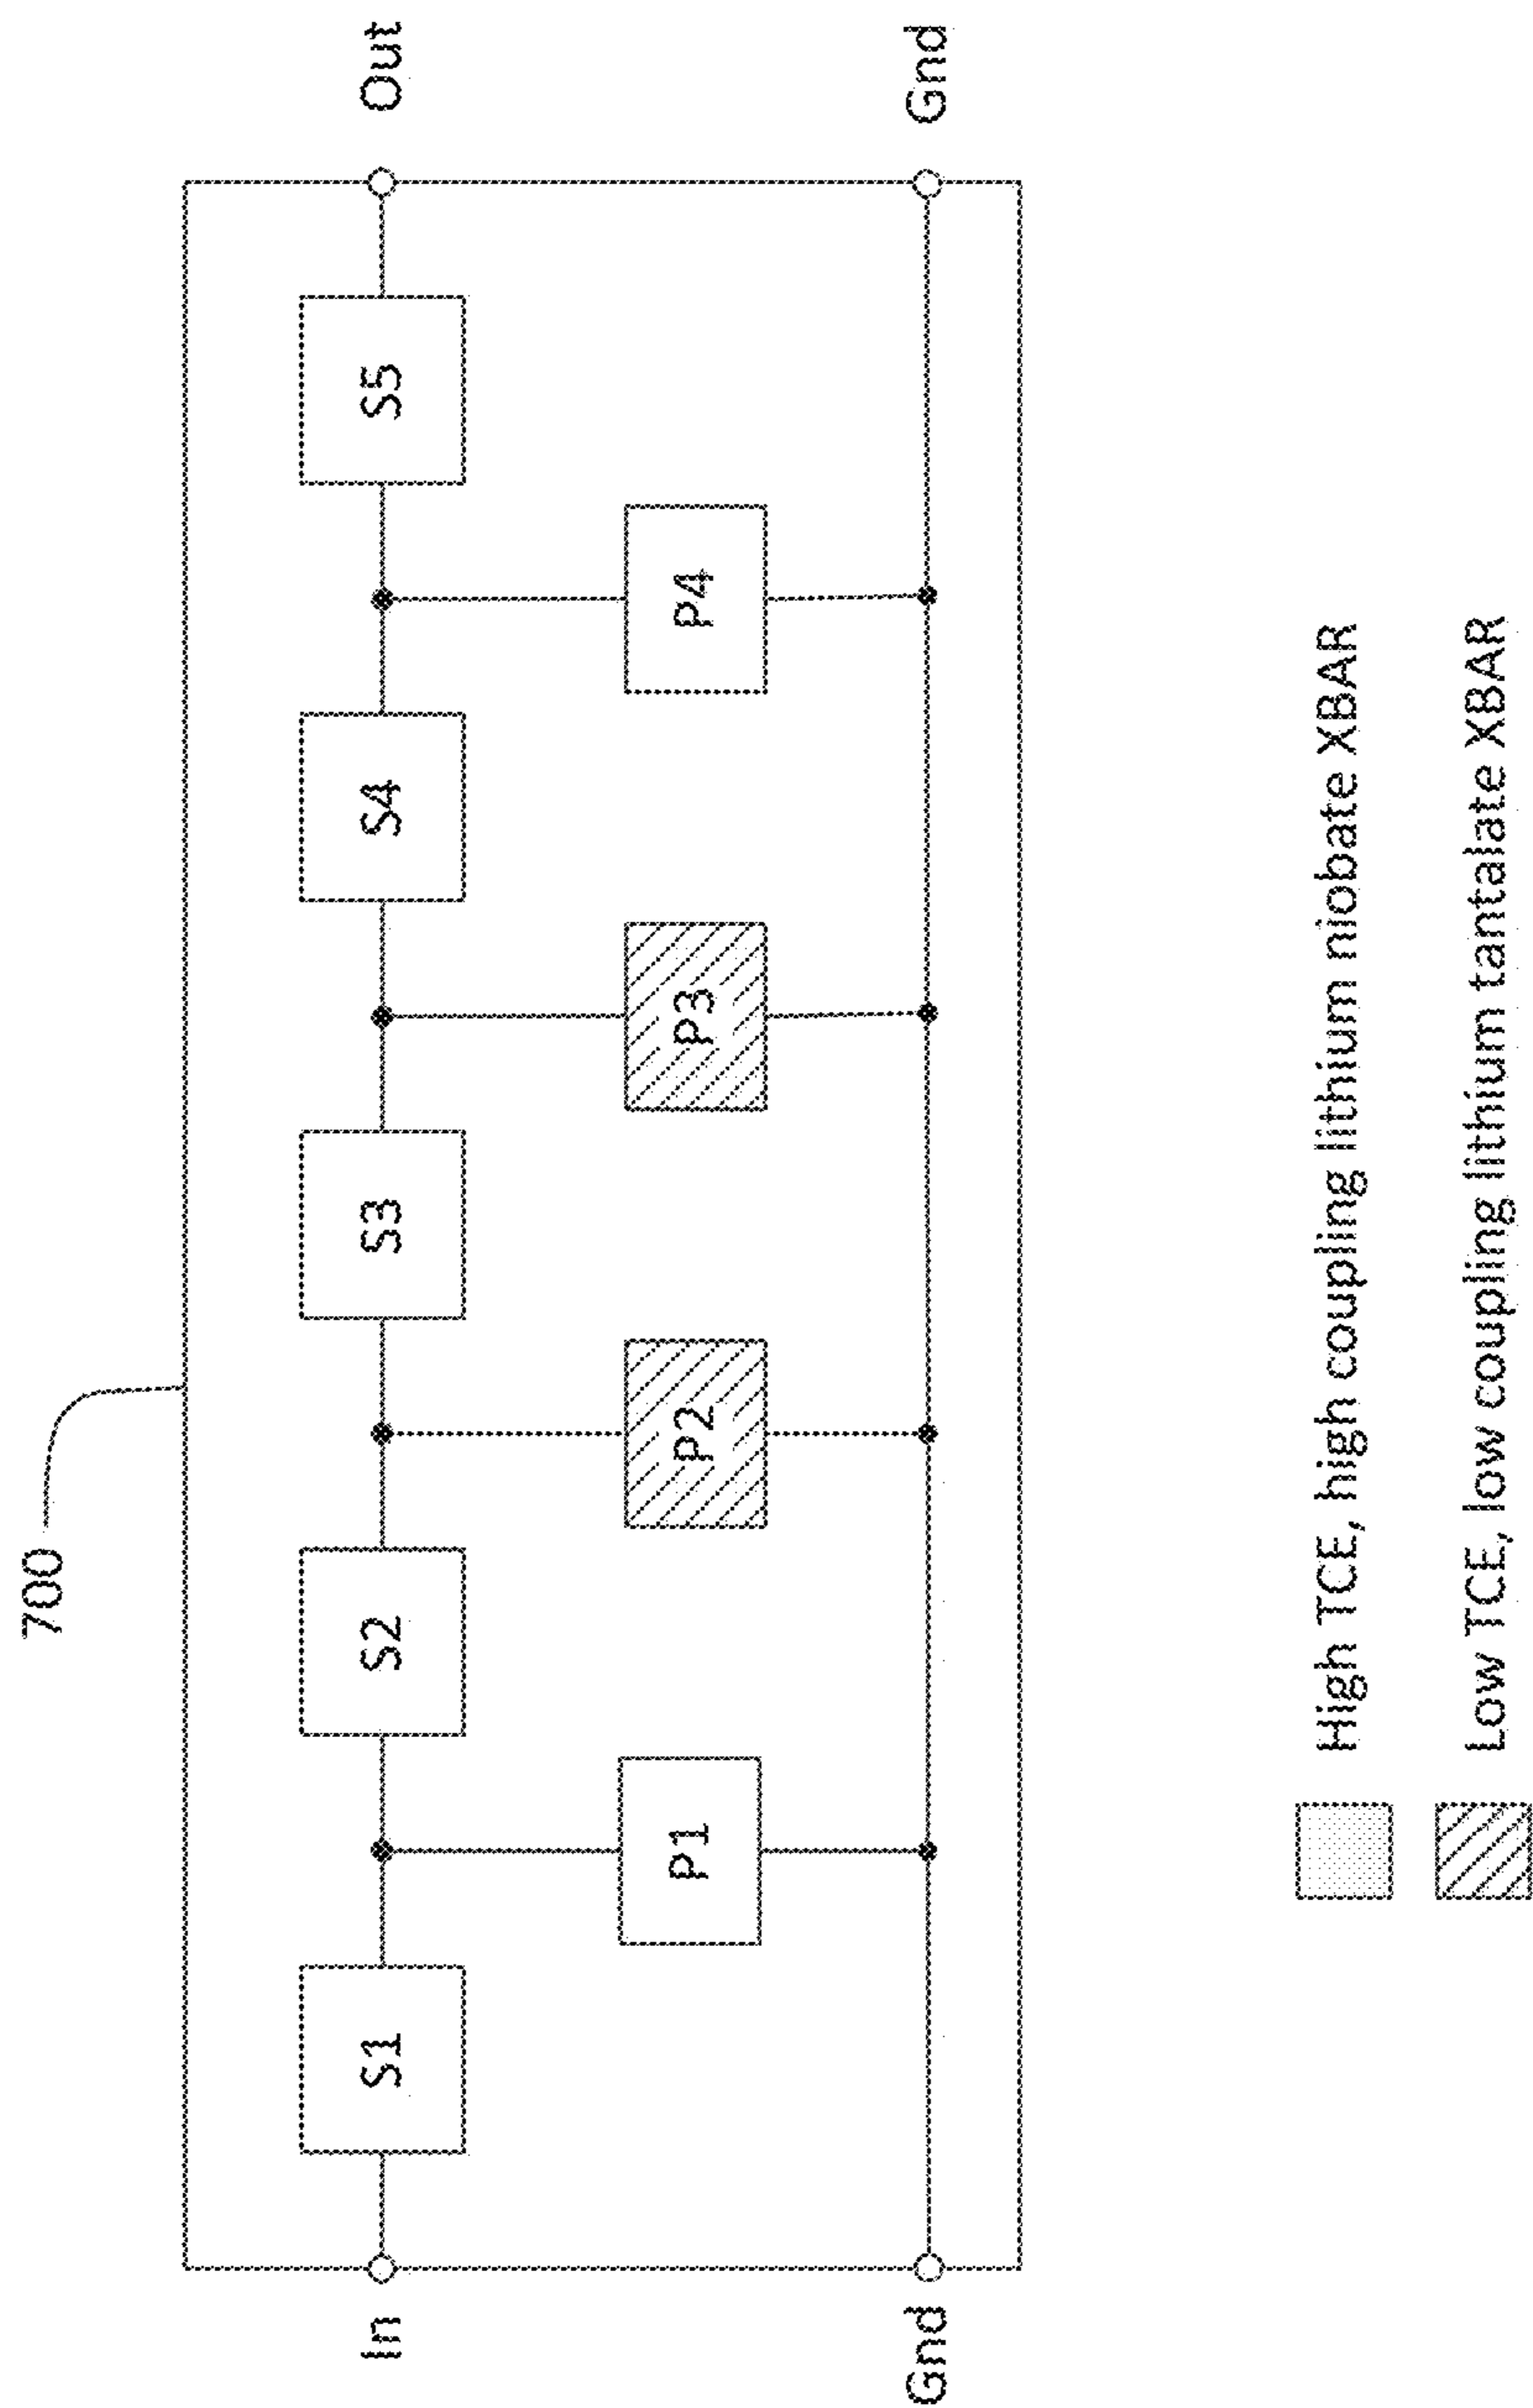 700
In
S1
S2
S3
S4
S5
Out
P1
P2
P3
P4
Gnd
Gnd
High TCE, high coupling lithium niobate XBAR
Low TCE, low coupling lithium tantalate XBAR